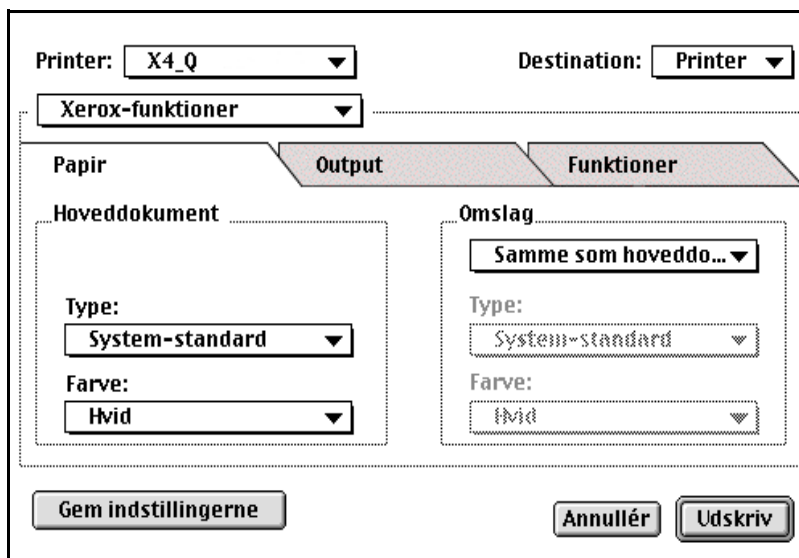 Printer: X4_Q Destination: Printer
Xerox-funktioner
Papir Output Funktioner
Hoveddokument Omslag
Samme som hoveddo...
Type: Type:
System-standard System-standard
Farve: Farve:
Hvid Hvid
Gem indstillingerne Annullér Udskriv